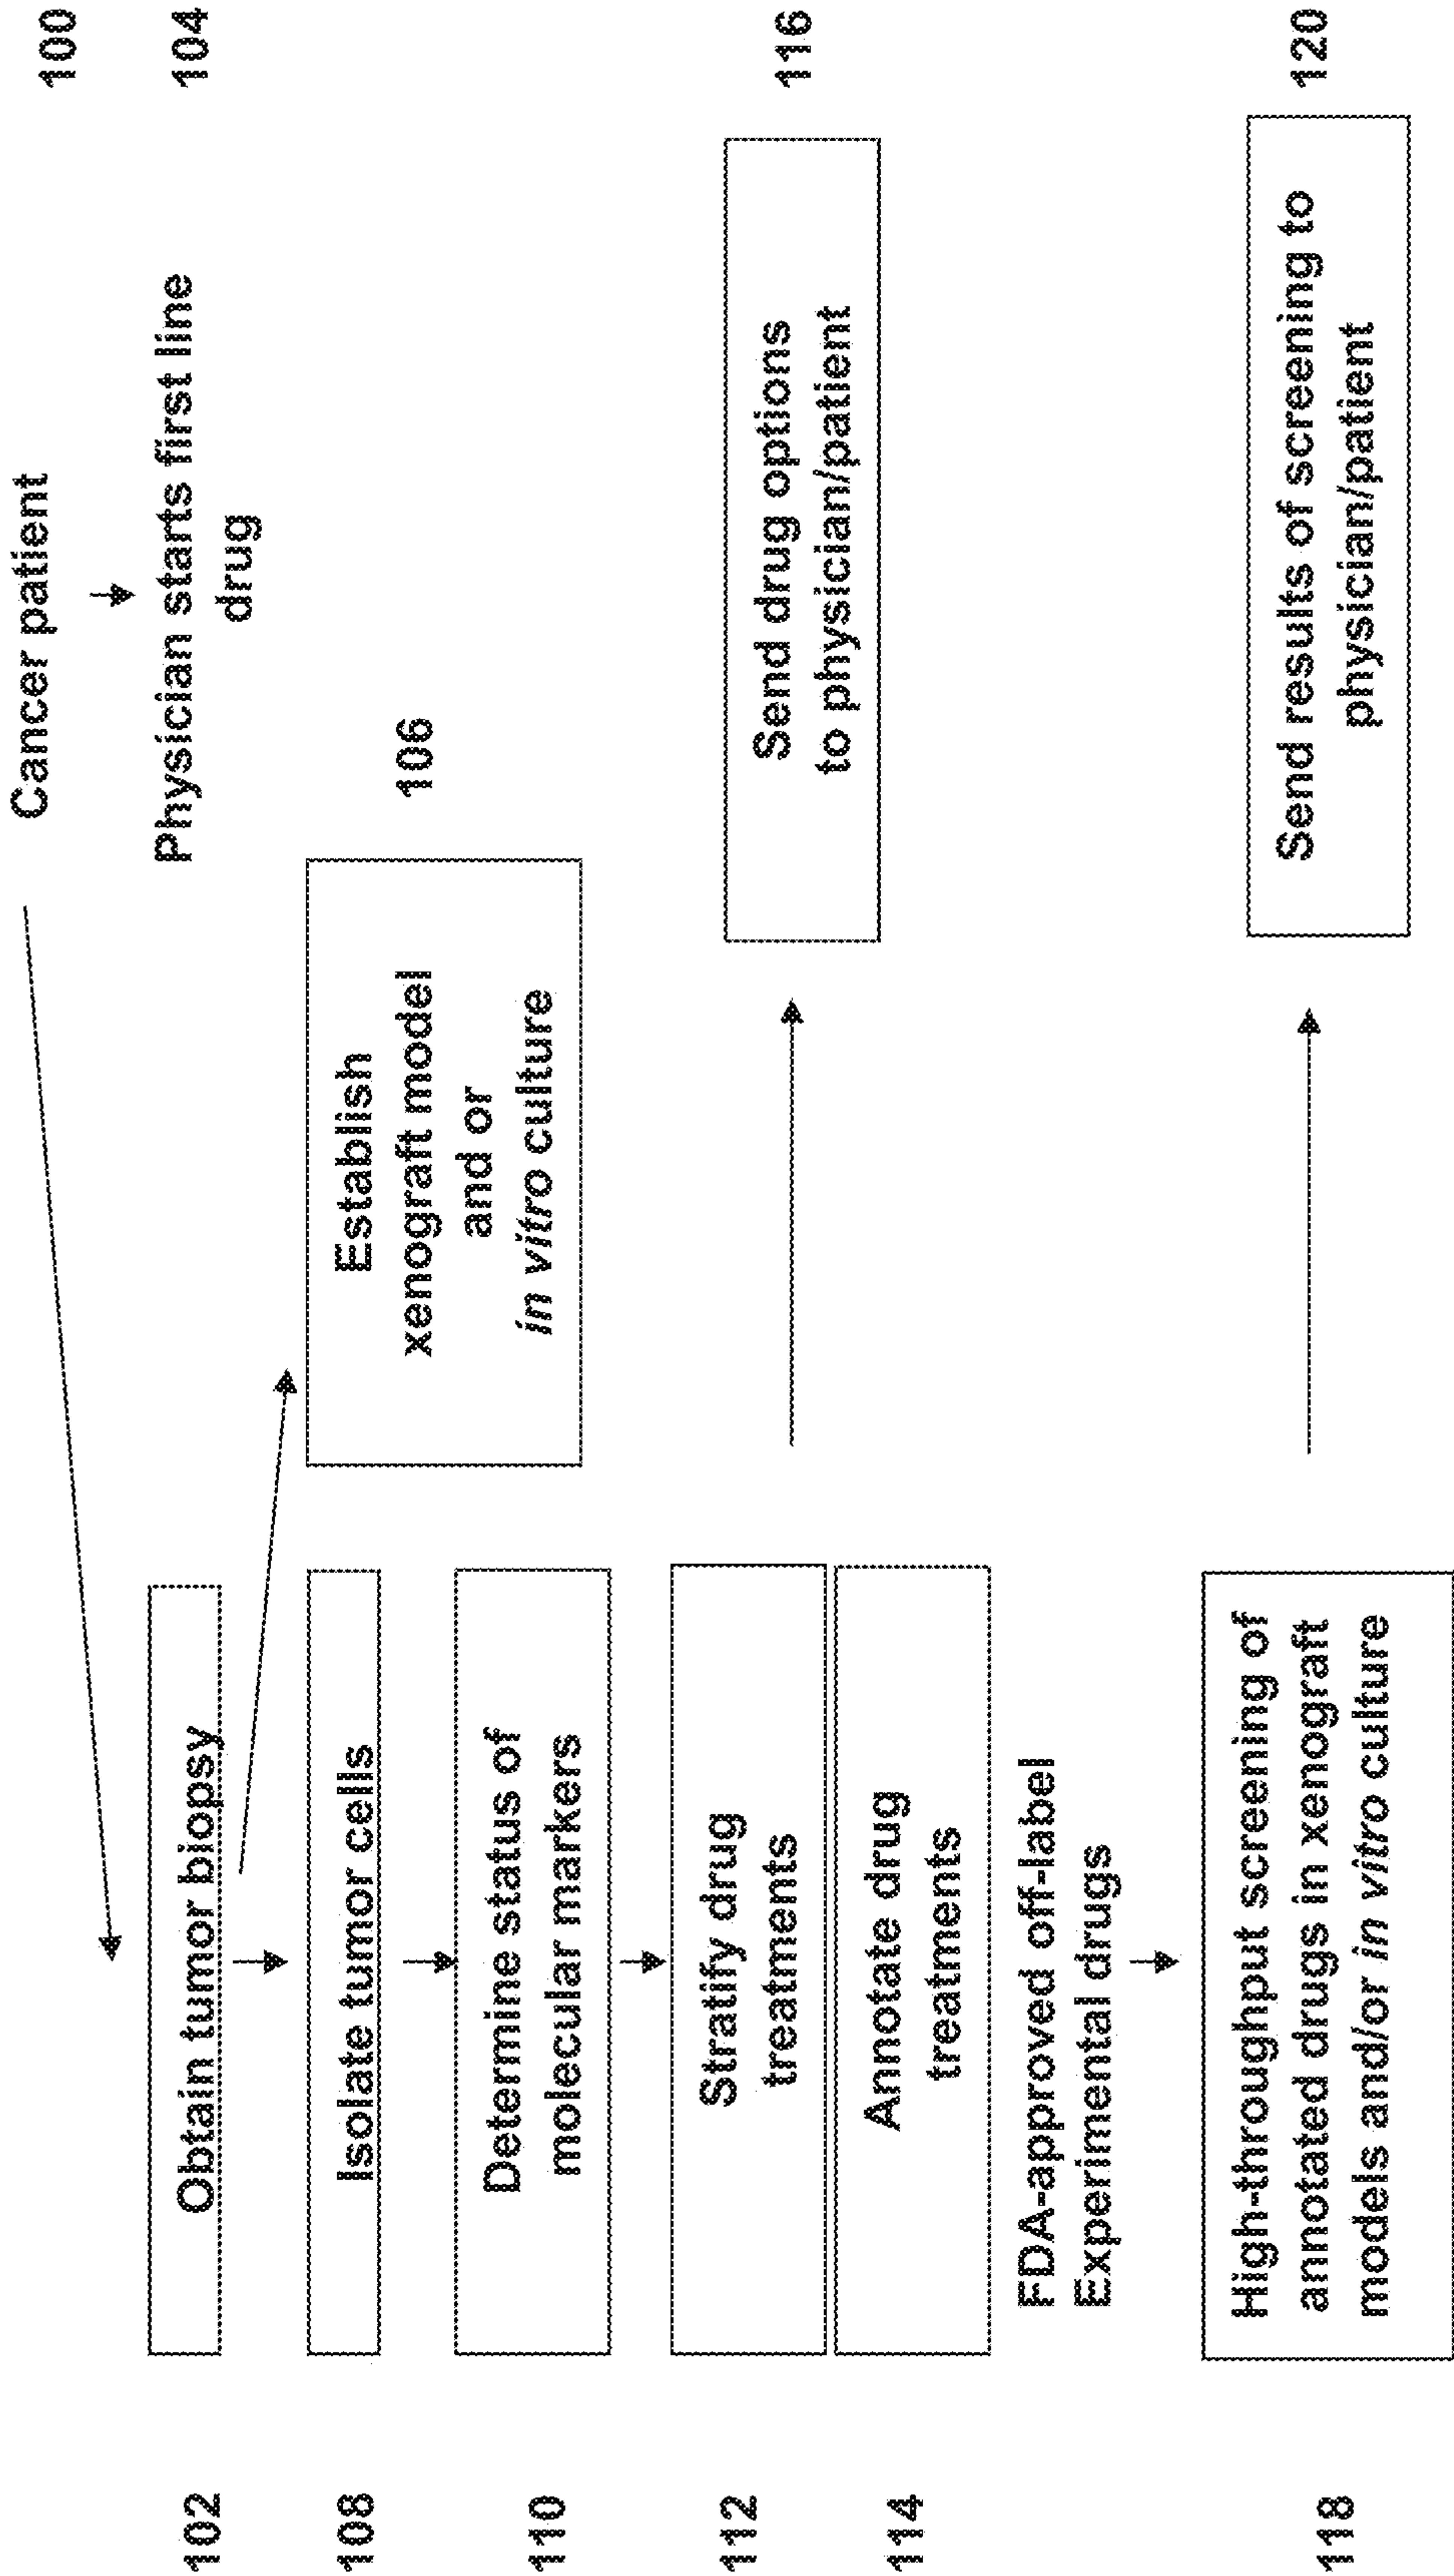 Cancer patient
100
Physician starts first line
drug
104
102
Obtain tumor biopsy
Establish
xenograft model
and or
in vitro culture
106
108
Isolate tumor cells
110
Determine status of
molecular markers
112
Stratify drug
treatments
Send drug options
to physician/patient
116
114
Annotate drug
treatments
FDA-approved off-label
Experimental drugs
118
High-throughput screening of
annotated drugs in xenograft
models and/or in vitro culture
Send results of screening to
physician/patient
120